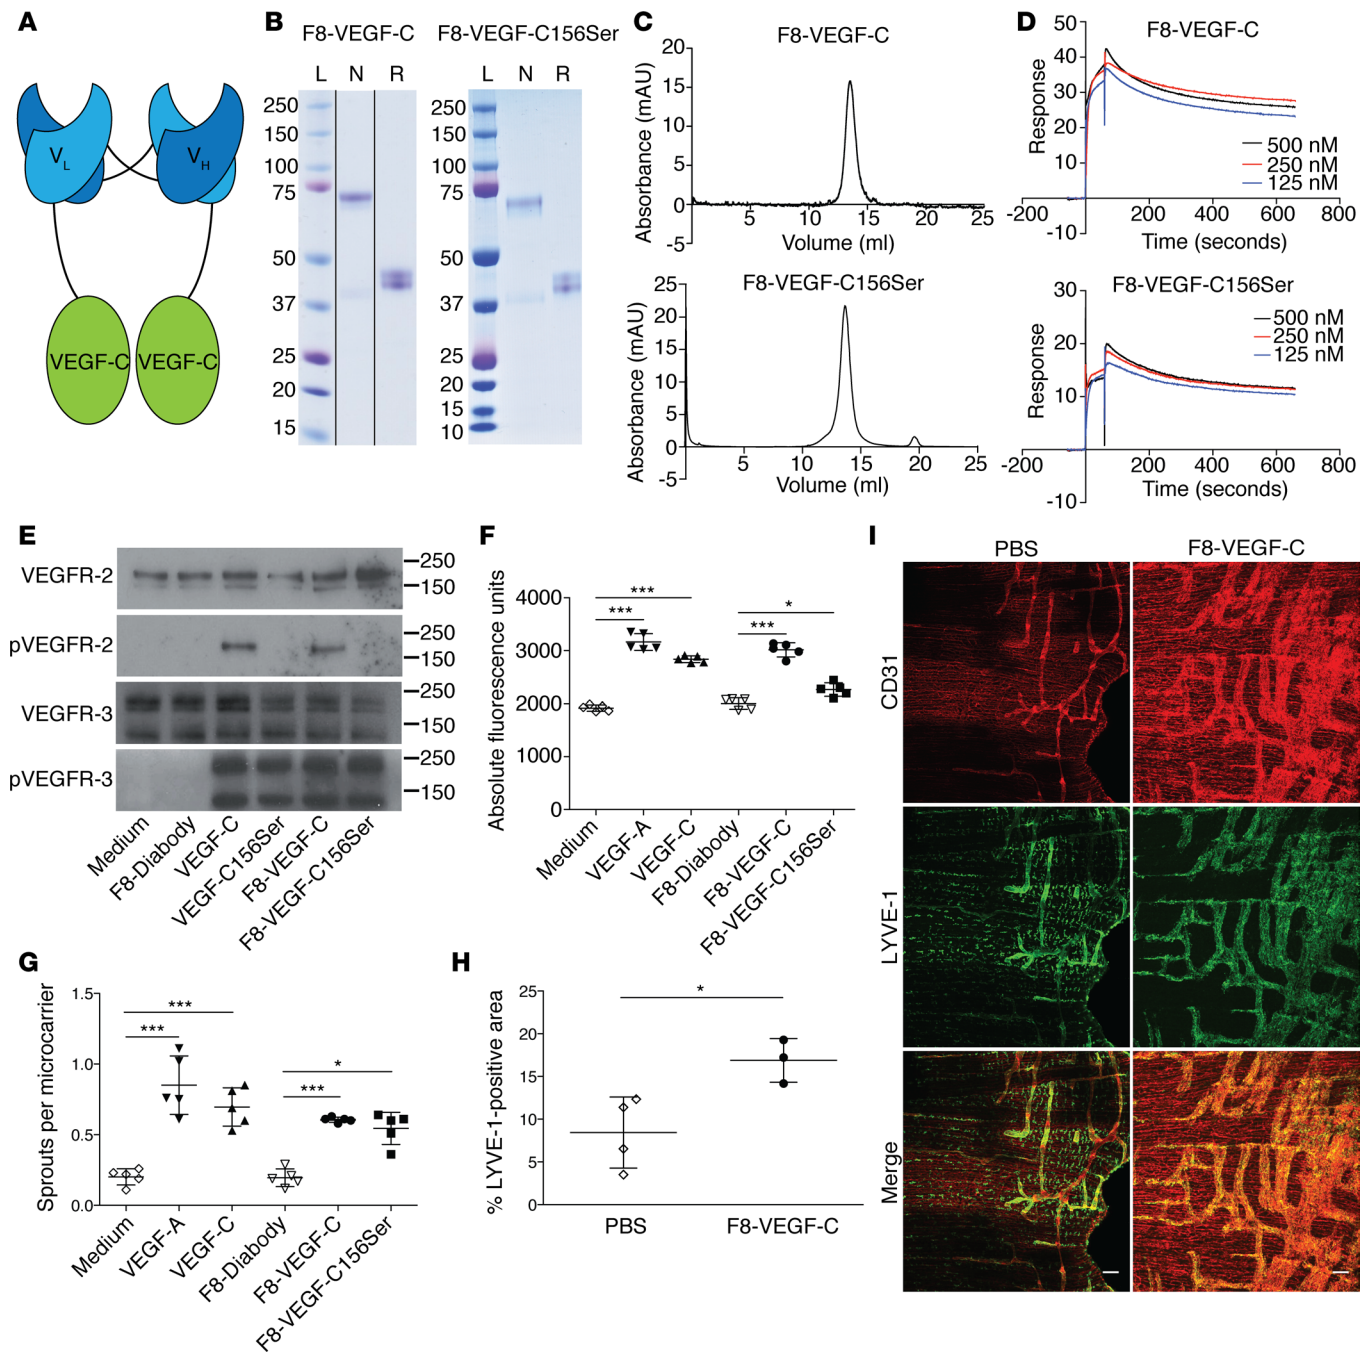 A
V L
V H
VEGF-C
VEGF-C
B
F8-VEGF-C
L N R
250
150
100
75
50
37
25
20
15
F8-VEGF-C156Ser
L N R
250
150
100
75
50
37
25
20
15
10
C
F8-VEGF-C
Absorbance (mAU)
20
15
10
5
0
-5
5 10 15 20 25
Volume (ml)
F8-VEGF-C156Ser
Absorbance (mAU)
25
20
15
10
5
0
-5
5 10 15 20 25
Volume (ml)
D
F8-VEGF-C
Response
50
40
30
20
10
-10
-200 200 400 600 800
500 nM
250 nM
125 nM
Time (seconds)
F8-VEGF-C156Ser
Response
30
20
10
-10
-200 200 400 600 800
500 nM
250 nM
125 nM
Time (seconds)
E
VEGFR-2
250
150
pVEGFR-2
250
150
VEGFR-3
250
150
pVEGFR-3
250
150
Medium
F8-Diabody
VEGF-C
VEGF-C156Ser
F8-VEGF-C
F8-VEGF-C156Ser
F
Absolute fluorescence units
4000
3000
2000
1000
0
***
***
***
*
Medium
VEGF-A
VEGF-C
F8-Diabody
F8-VEGF-C
F8-VEGF-C156Ser
G
Sprouts per microcarrier
1.5
1.0
0.5
0.0
***
***
***
*
Medium
VEGF-A
VEGF-C
F8-Diabody
F8-VEGF-C
F8-VEGF-C156Ser
H
% LYVE-1-positive area
25
20
15
10
5
0
*
PBS
F8-VEGF-C
I
PBS
F8-VEGF-C
CD31
LYVE-1
Merge